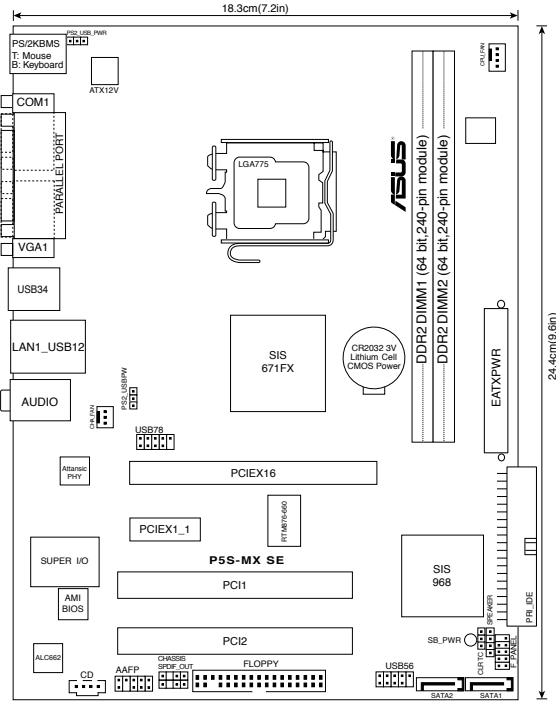 18.3cm(7.2in)
PS/2KBMS
T: Mouse
B: Keyboard
PS2_USB_PWR
ATX12V
CPU_FAN
COM1
PARALLEL PORT
VGA1
LGA775
ASUS
DDR2 DIMM1 (64 bit,240-pin module)
DDR2 DIMM2 (64 bit,240-pin module)
24.4cm(9.6in)
USB34
LAN1_USB12
SIS
671FX
CR2032 3V
Lithium Cell
CMOS Power
EATXPWR
AUDIO
CHA_FAN
PS2_USBPW
USB78
Attansic
PHY
PCIEX16
PCIEX1_1
RTM876-660
SUPER I/O
P5S-MX SE
SIS
968
PRI_IDE
AMI
BIOS
PCI1
SPEAKER
SB_PWR
CLRTC
F_PANEL
ALC662
PCI2
CD
AAFP
CHASSIS
SPDIF_OUT
FLOPPY
USB56
SATA2
SATA1